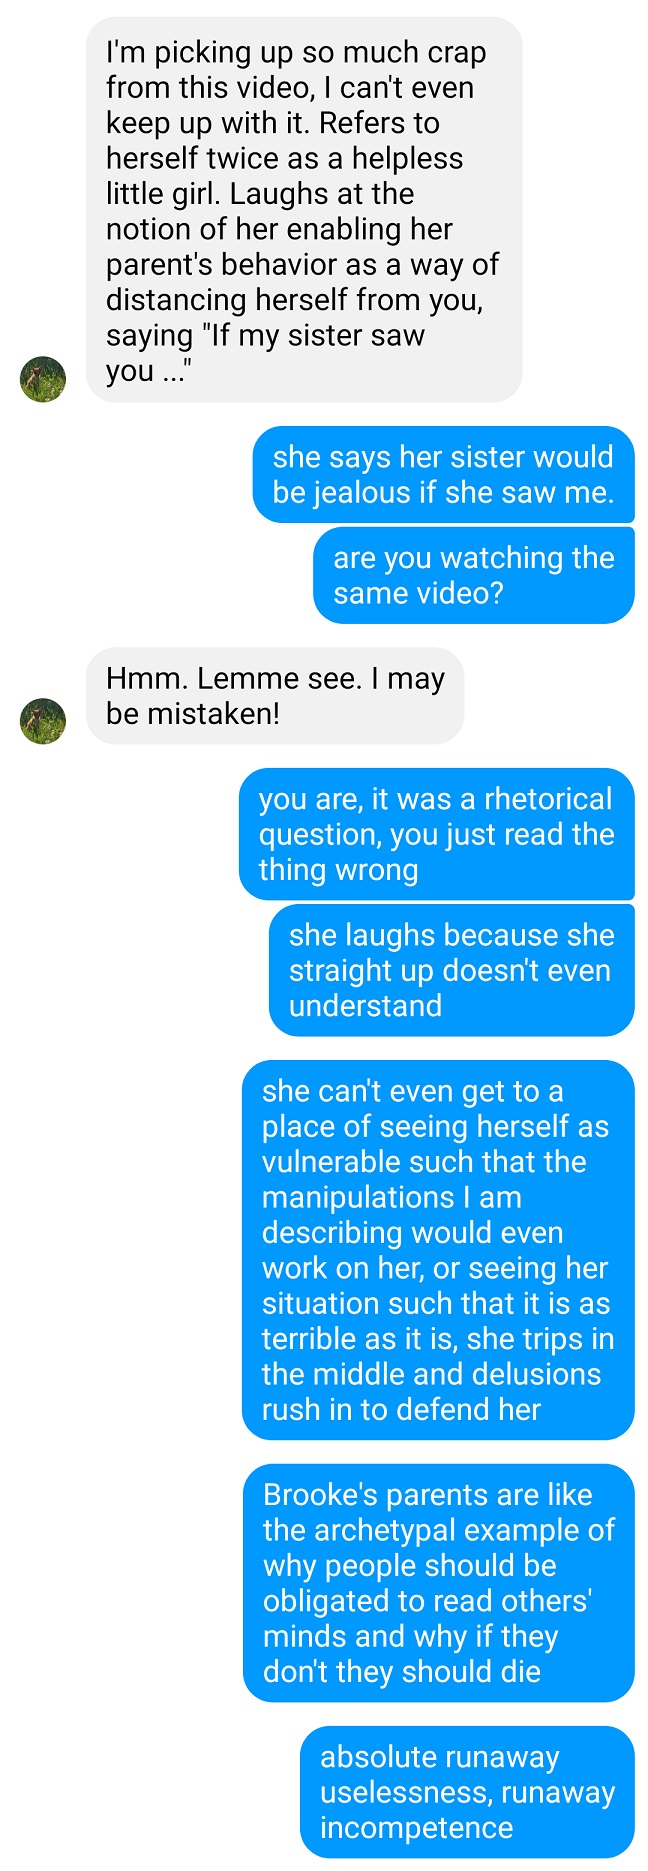 I'm picking up so much crap
from this video, I can't even
keep up with it. Refers to
herself twice as a helpless
little girl. Laughs at the
notion of her enabling her
parent's behavior as a way of
distancing herself from you,
saying "If my sister saw
you ..."
she says her sister would
be jealous if she saw me.
are you watching the
same video?
Hmm. Lemme see. I may
be mistaken!
you are, it was a rhetorical
question, you just read the
thing wrong
she laughs because she
straight up doesn't even
understand
she can't even get to a
place of seeing herself as
vulnerable such that the
manipulations I am
describing would even
work on her, or seeing her
situation such that it is as
terrible as it is, she trips in
the middle and delusions
rush in to defend her
Brooke's parents are like
the archetypal example of
why people should be
obligated to read others'
minds and why if they
don't they should die
absolute runaway
uselessness, runaway
incompetence